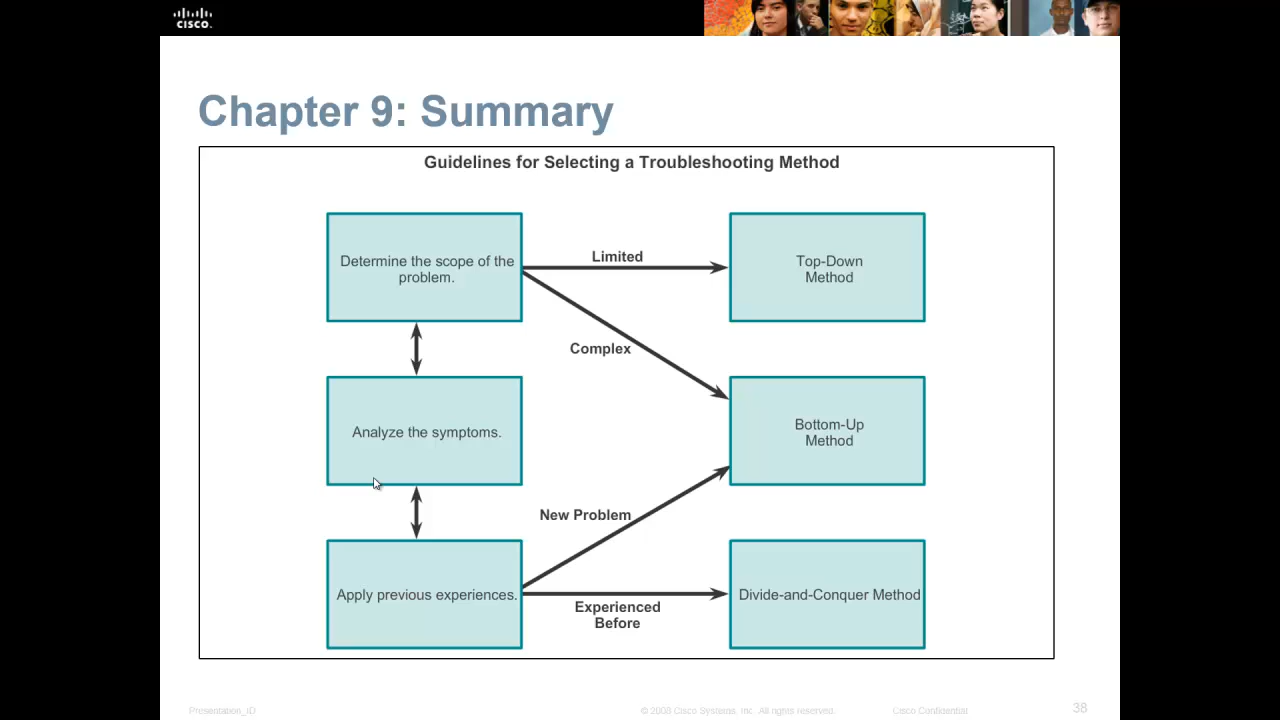 CISCO.
Chapter 9: Summary
Guidelines for Selecting a Troubleshooting Method
Determine the scope of the
problem.
Limited
Top-Down
Method
Complex
Analyze the symptoms.
Bottom-Up
Method
New Problem
Apply previous experiences.
Experienced
Before
Divide-and-Conquer Method
Presentation_ID
© 2008 Cisco Systems, Inc. All rights reserved.
Cisco Confidential
38